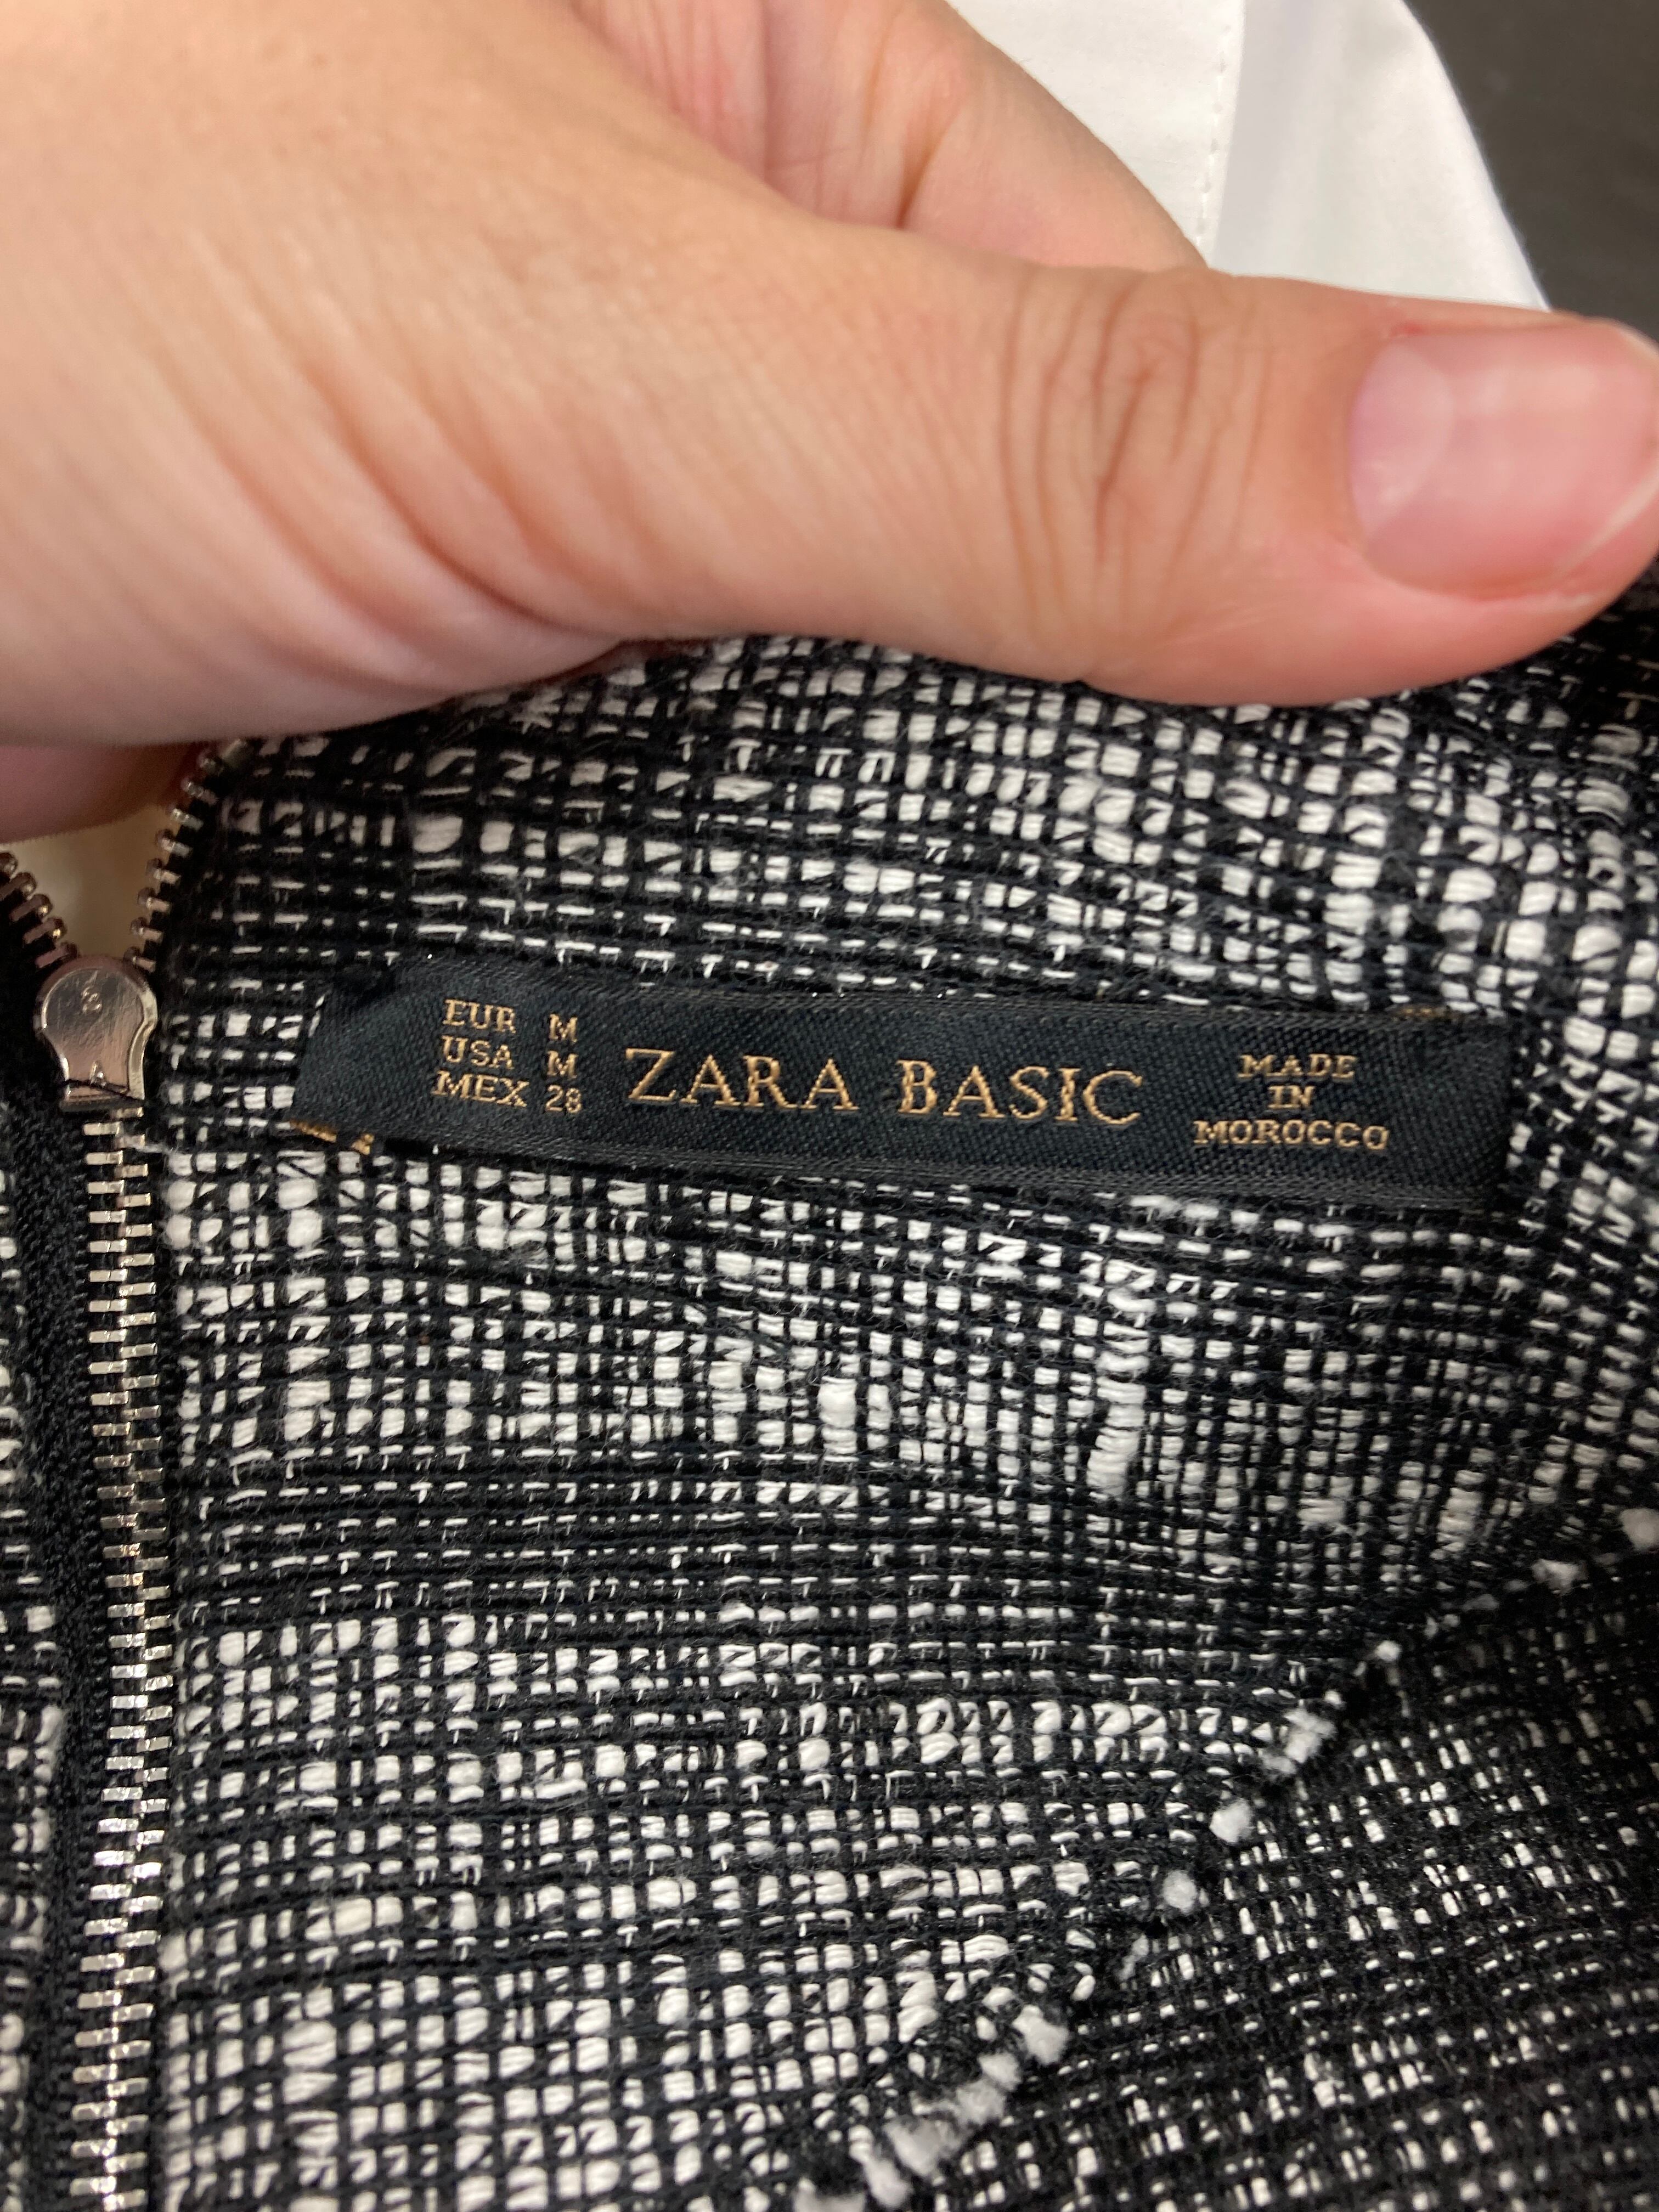 EUR M
USA M
MEX 28
ZARA BASIC
MADE
IN
MOROCCO